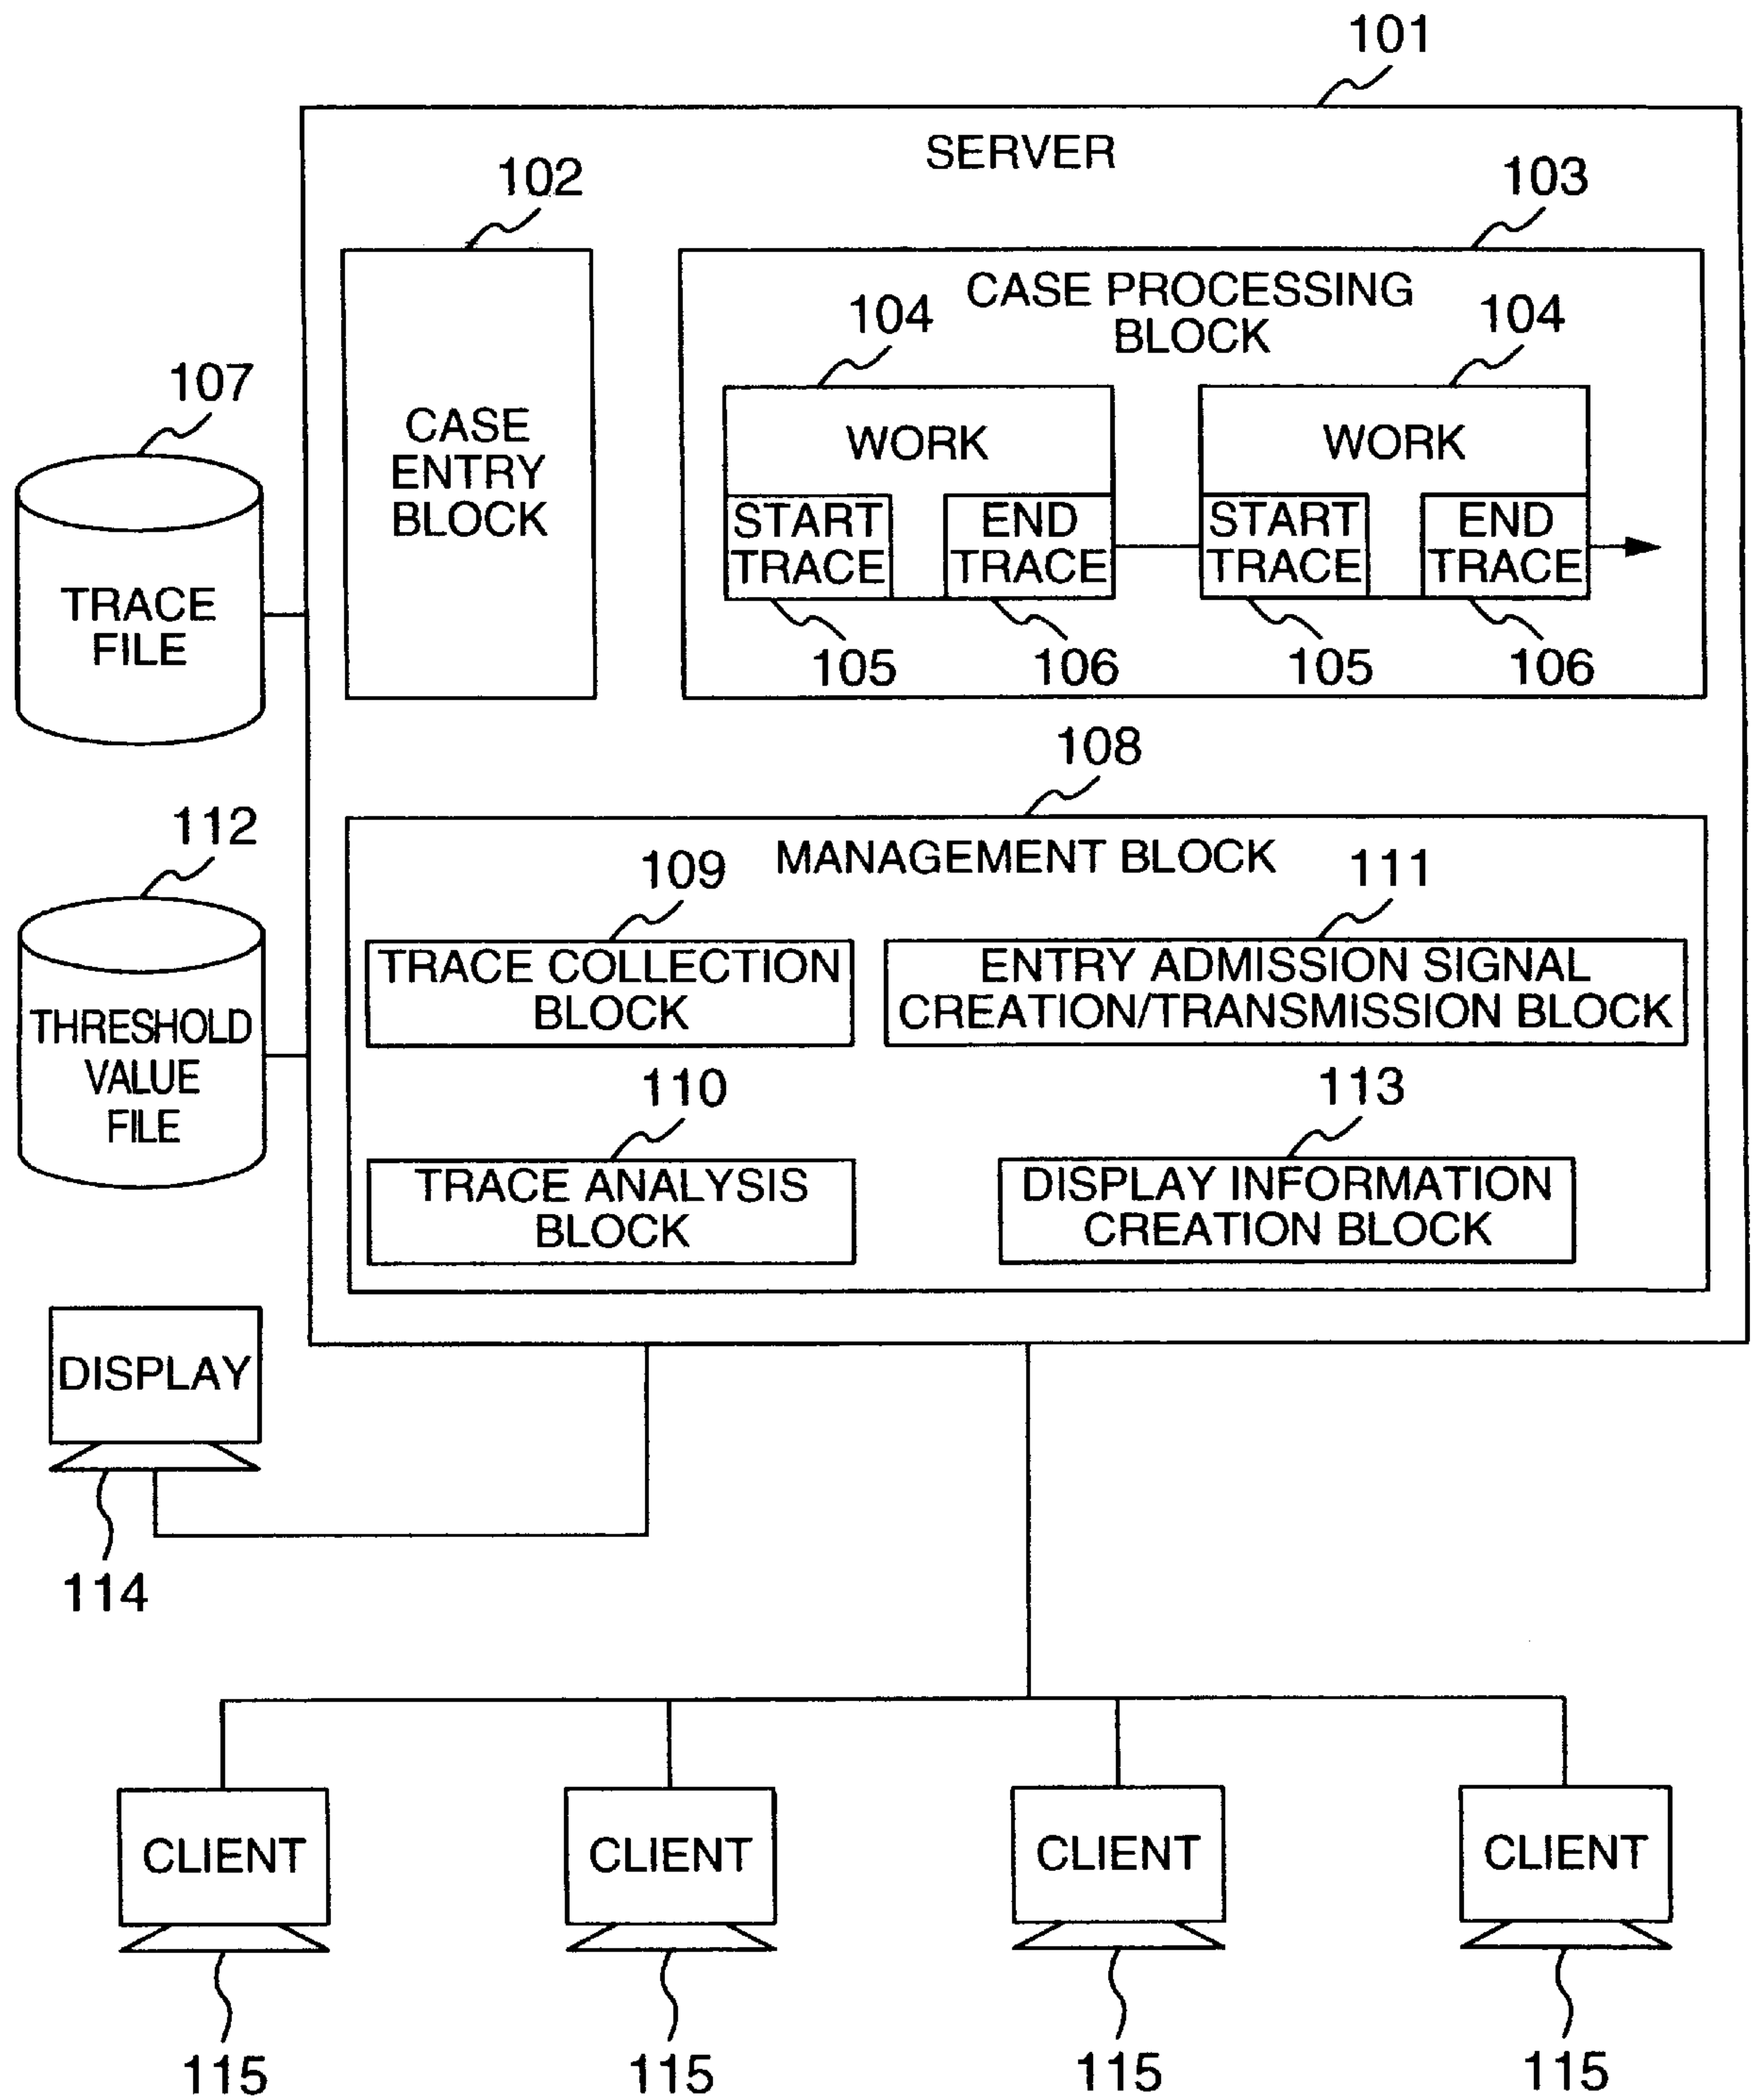 101
SERVER
102
103
CASE PROCESSING
BLOCK
104
104
107
CASE
ENTRY
BLOCK
WORK
WORK
START
TRACE
END
TRACE
START
TRACE
END
TRACE
TRACE
FILE
105
106
105
106
108
112
MANAGEMENT BLOCK
109
111
TRACE COLLECTION
BLOCK
ENTRY ADMISSION SIGNAL
CREATION/TRANSMISSION BLOCK
THRESHOLD
VALUE
FILE
110
113
TRACE ANALYSIS
BLOCK
DISPLAY INFORMATION
CREATION BLOCK
DISPLAY
114
CLIENT
CLIENT
CLIENT
CLIENT
115
115
115
115